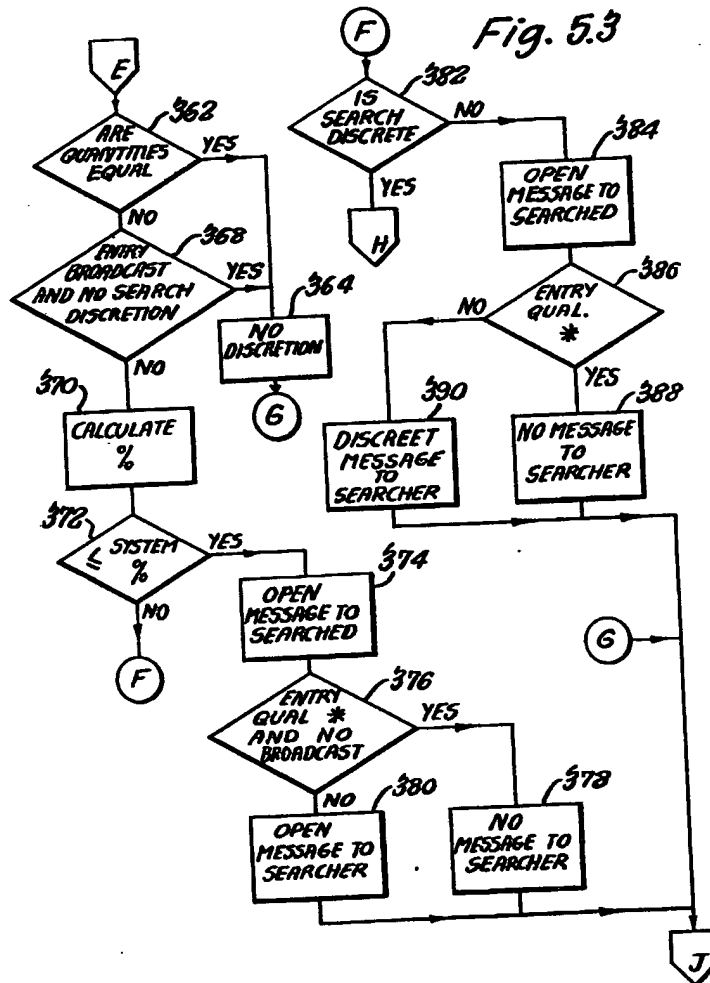 Fig. 5.3
E
362
ARE
QUANTITIES
EQUAL
YES
NO
368
ENTRY
BROADCAST
AND NO SEARCH
DISCRETION
YES
NO
364
NO
DISCRETION
G
370
CALCULATE
%
372
≤ SYSTEM
%
YES
NO
F
374
OPEN
MESSAGE TO
SEARCHED
376
ENTRY
QUAL *
AND NO
BROADCAST
YES
NO
380
OPEN
MESSAGE TO
SEARCHER
378
NO
MESSAGE TO
SEARCHER
F
382
IS
SEARCH
DISCRETE
NO
YES
H
384
OPEN
MESSAGE TO
SEARCHED
386
ENTRY
QUAL.
*
NO
YES
390
DISCREET
MESSAGE
TO
SEARCHER
388
NO MESSAGE
TO
SEARCHER
G
J